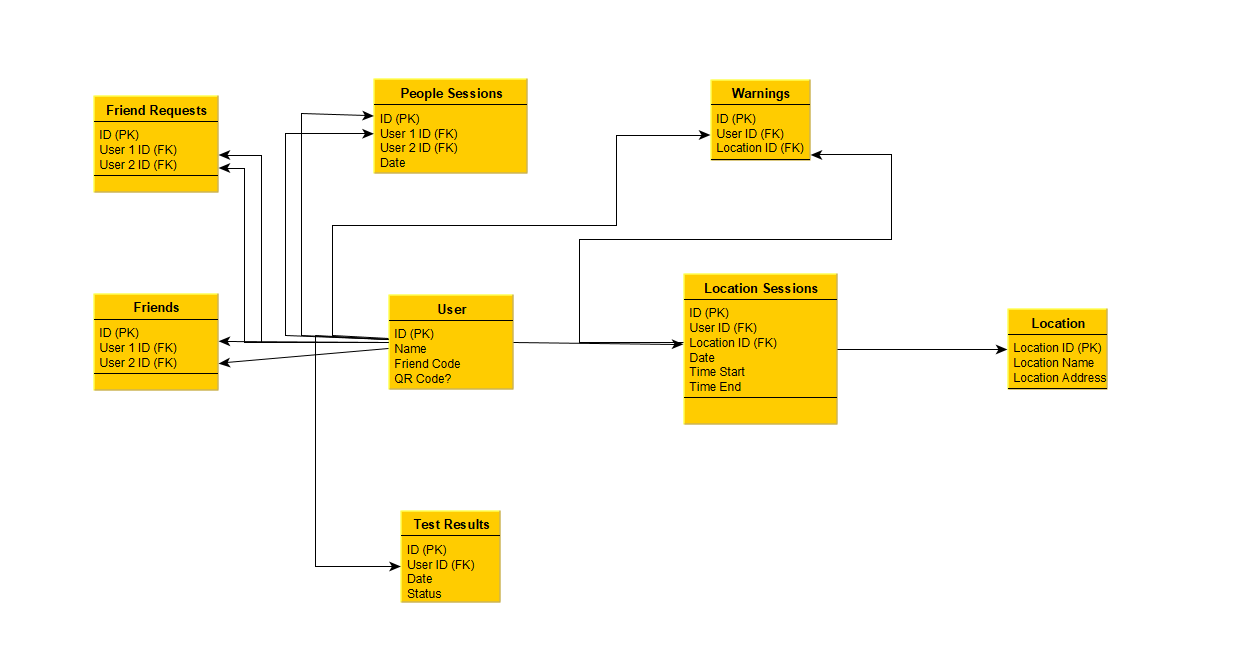 Friend Requests
ID (PK)
User 1 ID (FK)
User 2 ID (FK)
People Sessions
ID (PK)
User 1 ID (FK)
User 2 ID (FK)
Date
Warnings
ID (PK)
User ID (FK)
Location ID (FK)
Friends
ID (PK)
User 1 ID (FK)
User 2 ID (FK)
User
ID (PK)
Name
Friend Code
QR Code?
Location Sessions
ID (PK)
User ID (FK)
Location ID (FK)
Date
Time Start
Time End
Location
Location ID (PK)
Location Name
Location Address
Test Results
ID (PK)
User ID (FK)
Date
Status